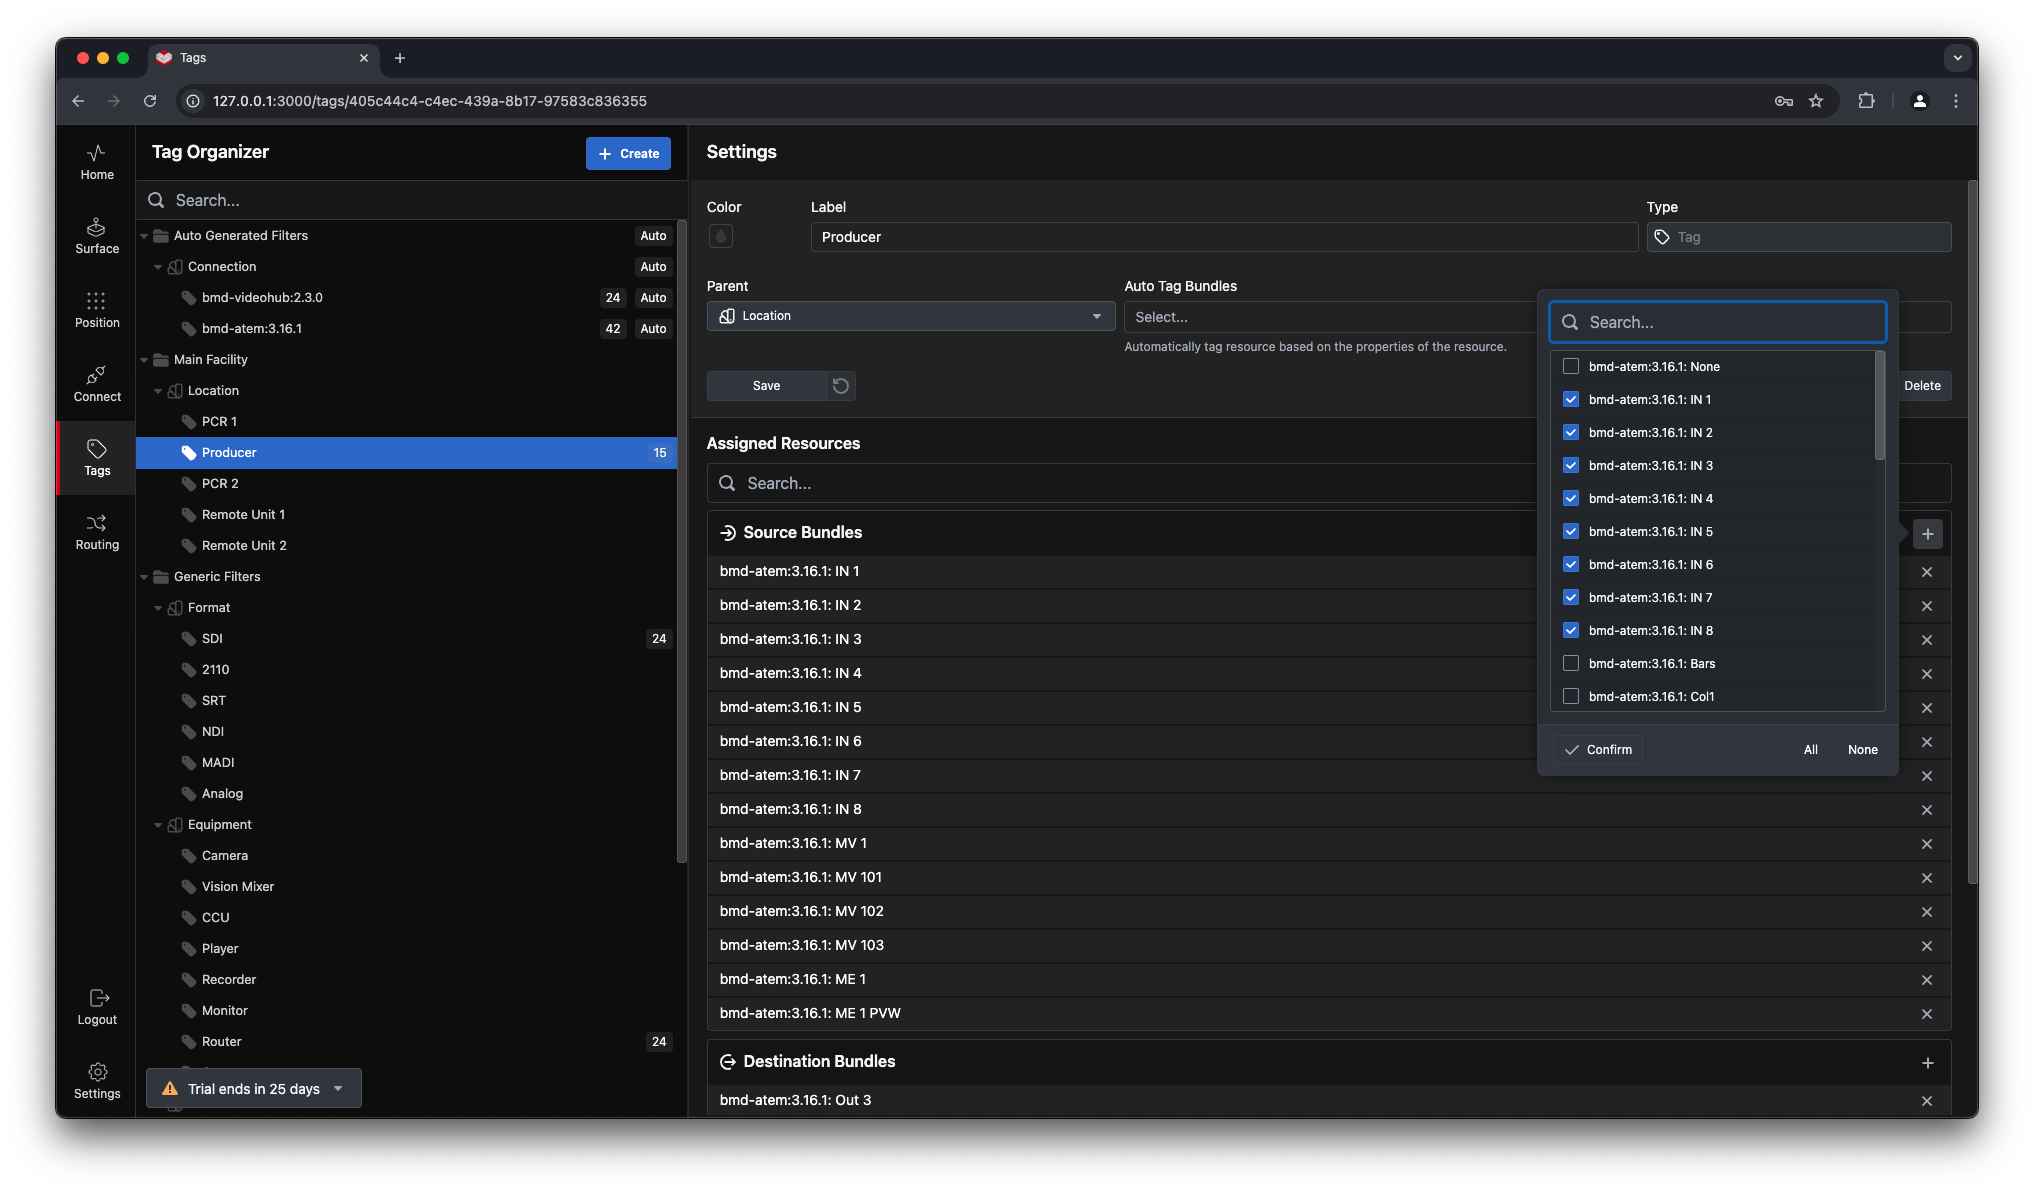 Tags
127.0.0.1:3000/tags/405c44c4-c4ec-439a-8b17-97583c836355
Home
Surface
Position
Connect
Tags
Routing
Logout
Settings
Tag Organizer
Create
Search...
Auto Generated Filters Auto
Connection Auto
bmd-videohub:2.3.0 24 Auto
bmd-atem:3.16.1 42 Auto
Main Facility
Location
PCR 1
Producer 15
PCR 2
Remote Unit 1
Remote Unit 2
Generic Filters
Format
SDI 24
2110
SRT
NDI
MADI
Analog
Equipment
Camera
Vision Mixer
CCU
Player
Recorder
Monitor
Router 24
Trial ends in 25 days
Settings
Color Label Type
Producer Tag
Parent Auto Tag Bundles
Location Select...
Automatically tag resource based on the properties of the resource.
Save Delete
Assigned Resources
Search...
Source Bundles
bmd-atem:3.16.1: IN 1
bmd-atem:3.16.1: IN 2
bmd-atem:3.16.1: IN 3
bmd-atem:3.16.1: IN 4
bmd-atem:3.16.1: IN 5
bmd-atem:3.16.1: IN 6
bmd-atem:3.16.1: IN 7
bmd-atem:3.16.1: IN 8
bmd-atem:3.16.1: MV 1
bmd-atem:3.16.1: MV 101
bmd-atem:3.16.1: MV 102
bmd-atem:3.16.1: MV 103
bmd-atem:3.16.1: ME 1
bmd-atem:3.16.1: ME 1 PVW
Destination Bundles
bmd-atem:3.16.1: Out 3
Search...
bmd-atem:3.16.1: None
bmd-atem:3.16.1: IN 1
bmd-atem:3.16.1: IN 2
bmd-atem:3.16.1: IN 3
bmd-atem:3.16.1: IN 4
bmd-atem:3.16.1: IN 5
bmd-atem:3.16.1: IN 6
bmd-atem:3.16.1: IN 7
bmd-atem:3.16.1: IN 8
bmd-atem:3.16.1: Bars
bmd-atem:3.16.1: Col1
Confirm All None